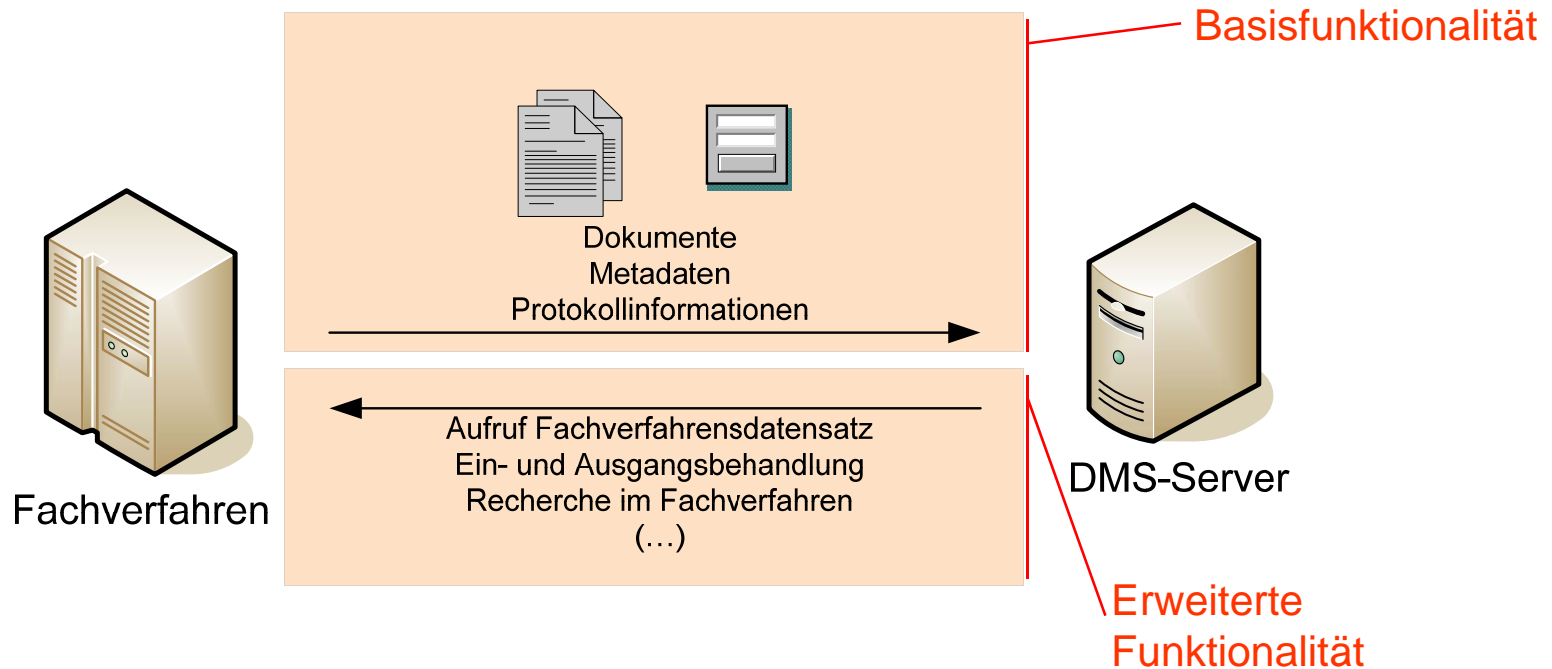 Basisfunktionalität
Dokumente
Metadaten
Protokollinformationen
Aufruf Fachverfahrensdatensatz
Ein- und Ausgangsbehandlung
Recherche im Fachverfahren
(…)
Fachverfahren
DMS-Server
Erweiterte
Funktionalität